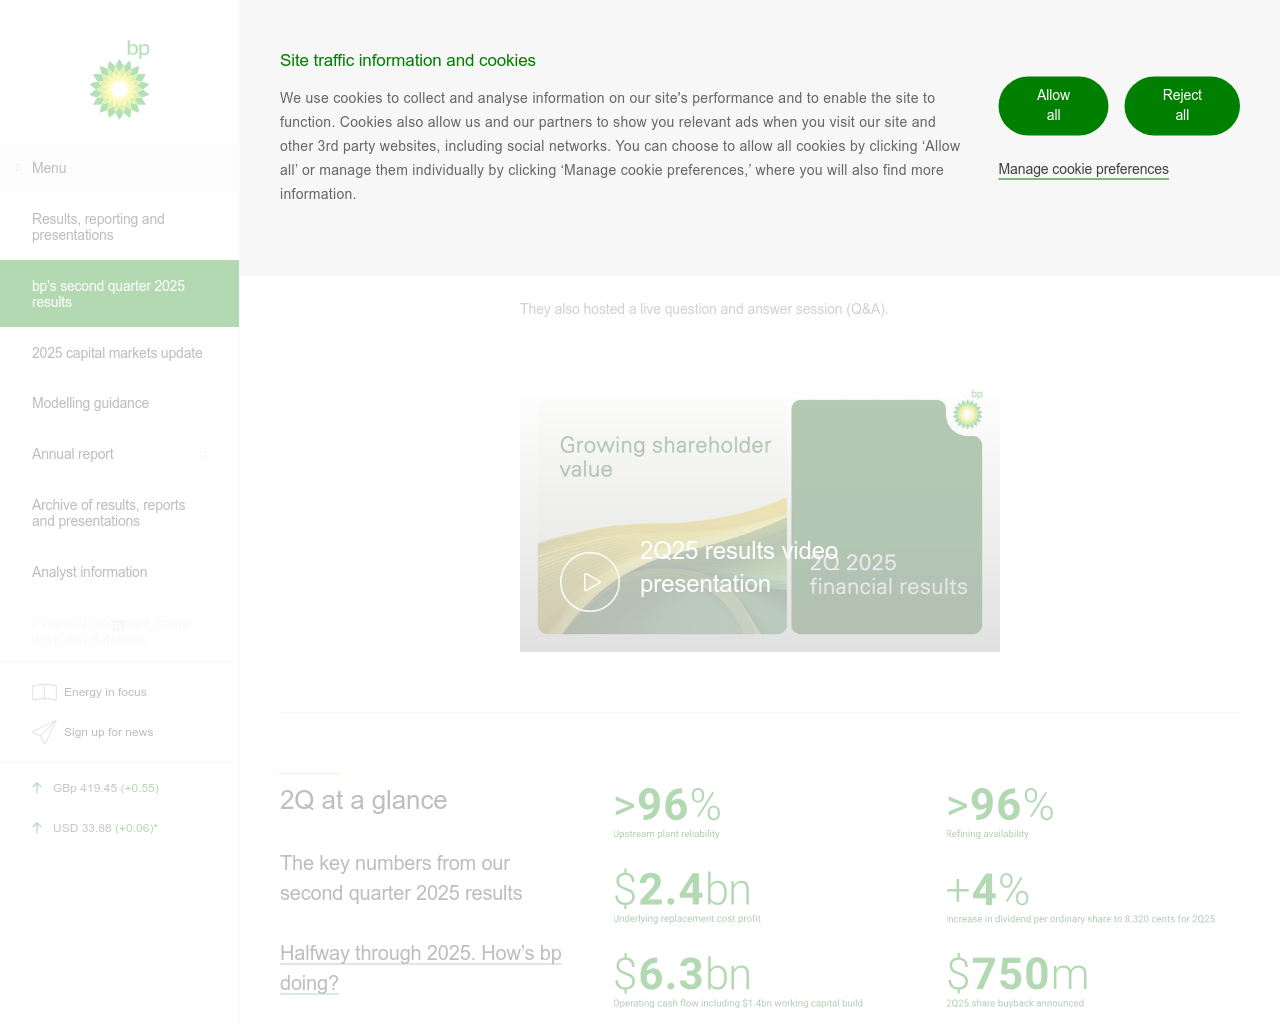 bp
Menu
Results, reporting and
presentations
bp's second quarter 2025
results
2025 capital markets update
Modelling guidance
Annual report
Archive of results, reports
and presentations
Analyst information
Financial disclosure frame-
work and databook
Energy in focus
Sign up for news
GBp 419.45 (+0.55)
USD 33.88 (+0.06)*
Site traffic information and cookies
We use cookies to collect and analyse information on our site's performance and to enable the site to
function. Cookies also allow us and our partners to show you relevant ads when you visit our site and
other 3rd party websites, including social networks. You can choose to allow all cookies by clicking ‘Allow
all’ or manage them individually by clicking ‘Manage cookie preferences,’ where you will also find more
information.
Allow
all
Reject
all
Manage cookie preferences
They also hosted a live question and answer session (Q&A).
bp
Growing shareholder
value
2Q25 results video
presentation
2Q 2025
financial results
2Q at a glance
The key numbers from our
second quarter 2025 results
Halfway through 2025. How’s bp
doing?
>96%
Upstream plant reliability
>96%
Refining availability
$2.4bn
Underlying replacement cost profit
+4%
Increase in dividend per ordinary share to 8.320 cents for 2Q25
$6.3bn
Operating cash flow including $1.4bn working capital build
$750m
2Q25 share buyback announced